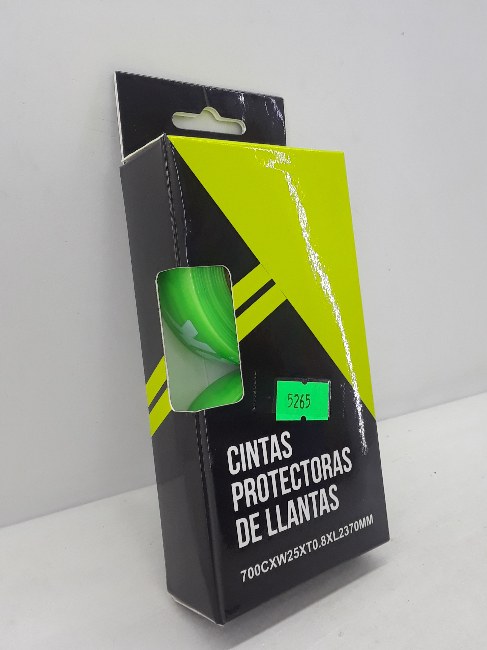 5265
CINTAS
PROTECTORAS
DE LLANTAS
700CXW25XT0.8XL2370MM